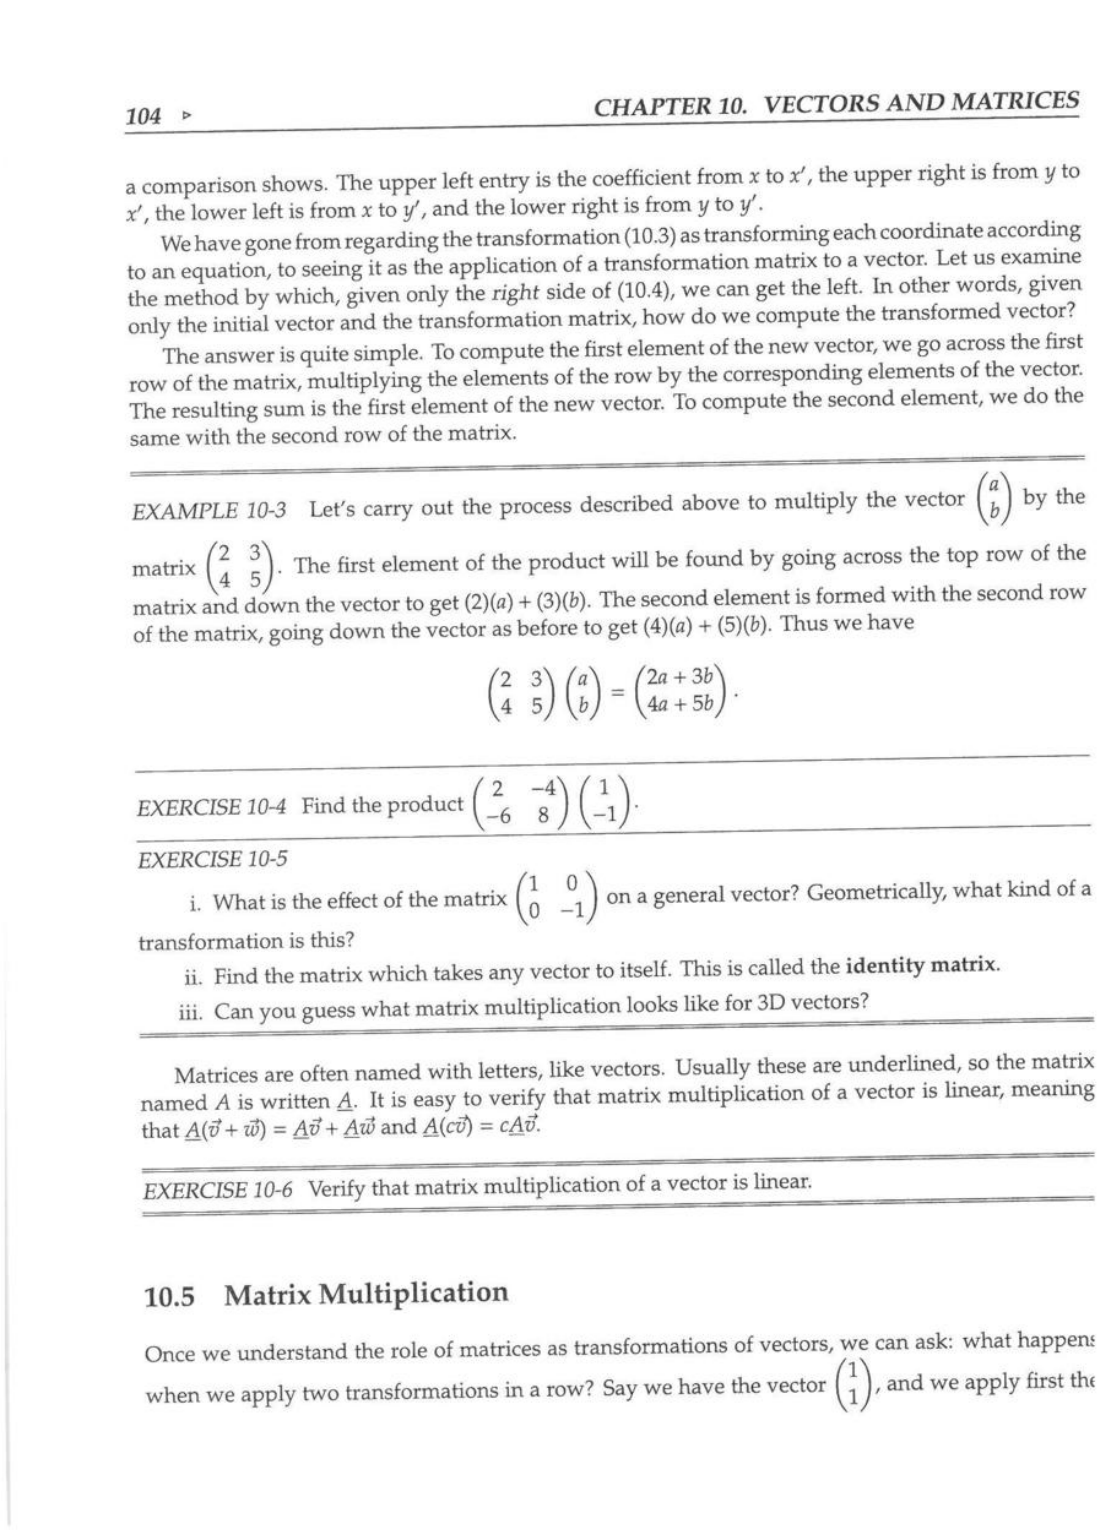 104 ▹ CHAPTER 10. VECTORS AND MATRICES
a comparison shows. The upper left entry is the coefficient from x to x′, the upper right is from y to
x′, the lower left is from x to y′, and the lower right is from y to y′.
We have gone from regarding the transformation (10.3) as transforming each coordinate according
to an equation, to seeing it as the application of a transformation matrix to a vector. Let us examine
the method by which, given only the right side of (10.4), we can get the left. In other words, given
only the initial vector and the transformation matrix, how do we compute the transformed vector?
The answer is quite simple. To compute the first element of the new vector, we go across the first
row of the matrix, multiplying the elements of the row by the corresponding elements of the vector.
The resulting sum is the first element of the new vector. To compute the second element, we do the
same with the second row of the matrix.
EXAMPLE 10-3 Let's carry out the process described above to multiply the vector (a b) by the
matrix (2 3 4 5). The first element of the product will be found by going across the top row of the
matrix and down the vector to get (2)(a) + (3)(b). The second element is formed with the second row
of the matrix, going down the vector as before to get (4)(a) + (5)(b). Thus we have
(2 3 4 5) (a b) = (2a + 3b 4a + 5b).
EXERCISE 10-4 Find the product (2 −4 −6 8) (1 −1).
EXERCISE 10-5
i. What is the effect of the matrix (1 0 0 −1) on a general vector? Geometrically, what kind of a
transformation is this?
ii. Find the matrix which takes any vector to itself. This is called the identity matrix.
iii. Can you guess what matrix multiplication looks like for 3D vectors?
Matrices are often named with letters, like vectors. Usually these are underlined, so the matrix
named A is written A̲. It is easy to verify that matrix multiplication of a vector is linear, meaning
that A̲(v⃗ + w⃗) = A̲v⃗ + A̲w⃗ and A̲(cv⃗) = cA̲v⃗.
EXERCISE 10-6 Verify that matrix multiplication of a vector is linear.
10.5 Matrix Multiplication
Once we understand the role of matrices as transformations of vectors, we can ask: what happens
when we apply two transformations in a row? Say we have the vector (1 1), and we apply first the